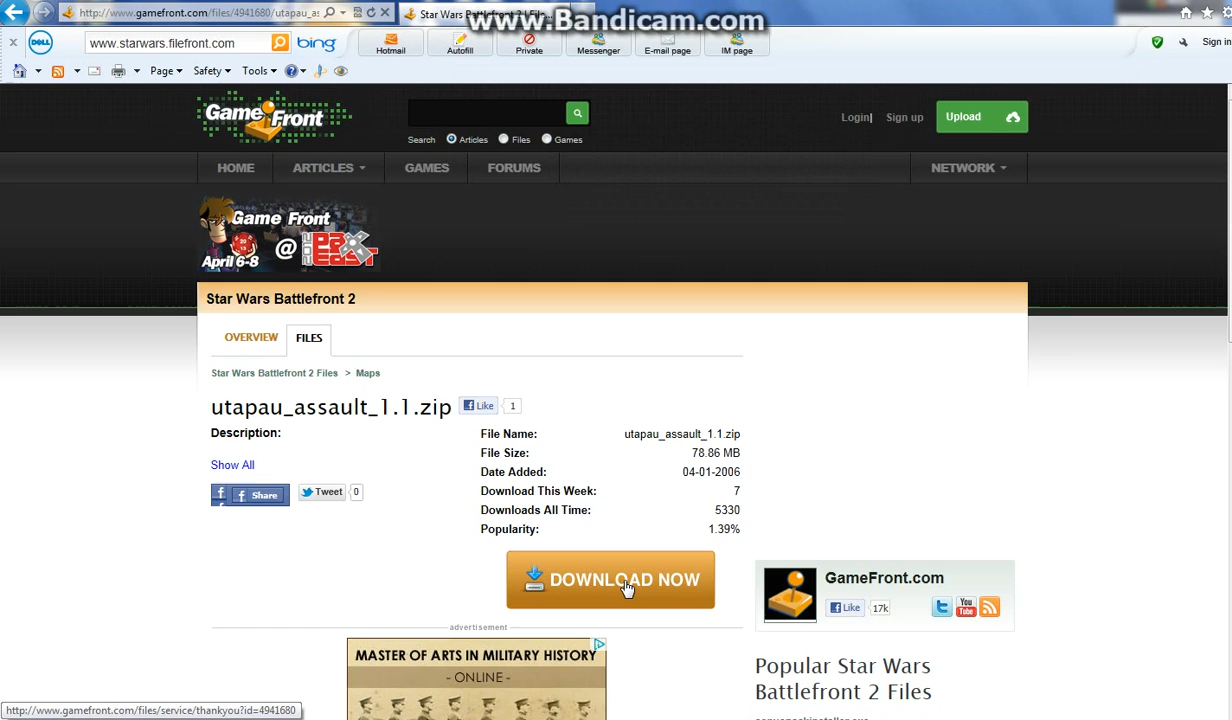 www.Bandicam.com
http://www.gamefront.com/files/4941680/utapau_as
Star Wars Battlefront 2 | File...
DELL
www.starwars.filefront.com
bing
Hotmail
Autofill
Private
Messenger
E-mail page
IM page
Sign in
Page
Safety
Tools
Game Front
Search
Articles
Files
Games
Login|
Sign up
Upload
HOME
ARTICLES
GAMES
FORUMS
NETWORK
Game Front
April 6-8 @
Star Wars Battlefront 2
OVERVIEW
FILES
Star Wars Battlefront 2 Files > Maps
utapau_assault_1.1.zip
Like 1
Description:
Show All
Share
Tweet 0
File Name: utapau_assault_1.1.zip
File Size: 78.86 MB
Date Added: 04-01-2006
Download This Week: 7
Downloads All Time: 5330
Popularity: 1.39%
DOWNLOAD NOW
advertisement
MASTER OF ARTS IN MILITARY HISTORY
- ONLINE -
GameFront.com
Like 17k
You Tube
Popular Star Wars
Battlefront 2 Files
http://www.gamefront.com/files/service/thankyou?id=4941680